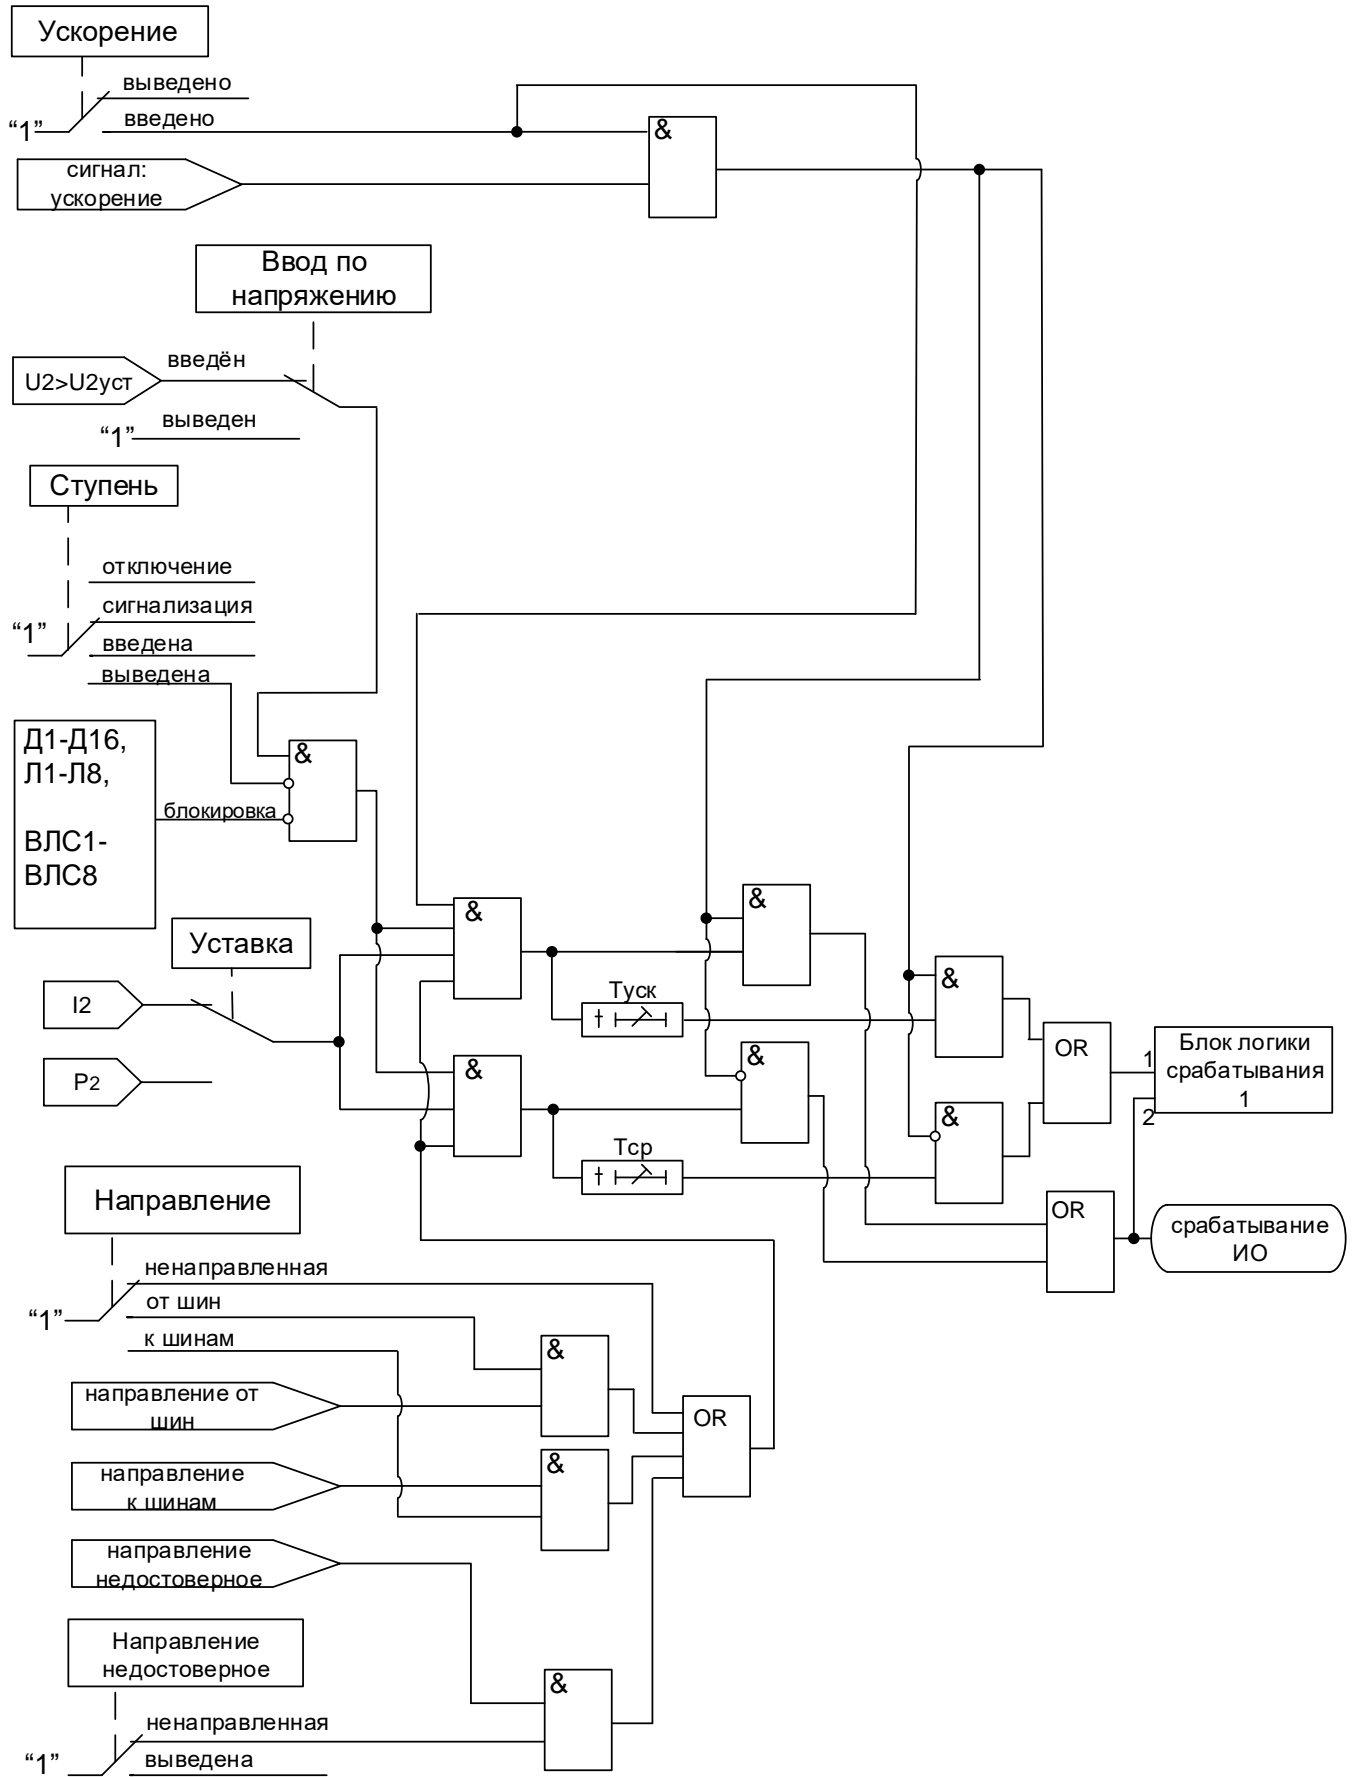 Ускорение
выведено
“1”
введено
&
сигнал:
ускорение
Ввод по
напряжению
введён
U2>U2уст
выведен
“1”
Ступень
отключение
сигнализация
“1”
введена
выведена
Д1-Д16,
Л1-Л8,
ВЛС1-
ВЛС8
&
блокировка
Уставка
I2
P2
&
&
Туск
Тср
&
&
&
&
OR
OR
1
2
Блок логики
срабатывания
1
срабатывание
ИО
Направление
ненаправленная
“1”
от шин
к шинам
&
направление от
шин
OR
&
направление
к шинам
направление
недостоверное
Направление
недостоверное
&
ненаправленная
“1”
выведена